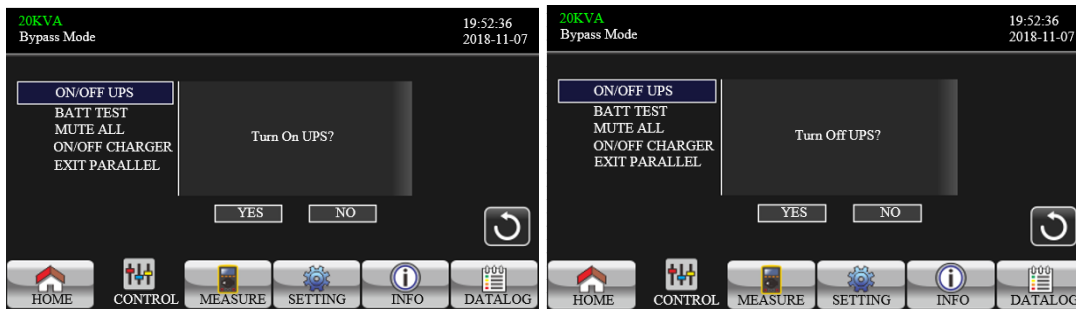 20KVA
Bypass Mode
19:52:36
2018-11-07
ON/OFF UPS
BATT TEST
MUTE ALL
ON/OFF CHARGER
EXIT PARALLEL
Turn On UPS?
YES NO
HOME CONTROL MEASURE SETTING INFO DATALOG
20KVA
Bypass Mode
19:52:36
2018-11-07
ON/OFF UPS
BATT TEST
MUTE ALL
ON/OFF CHARGER
EXIT PARALLEL
Turn Off UPS?
YES NO
HOME CONTROL MEASURE SETTING INFO DATALOG